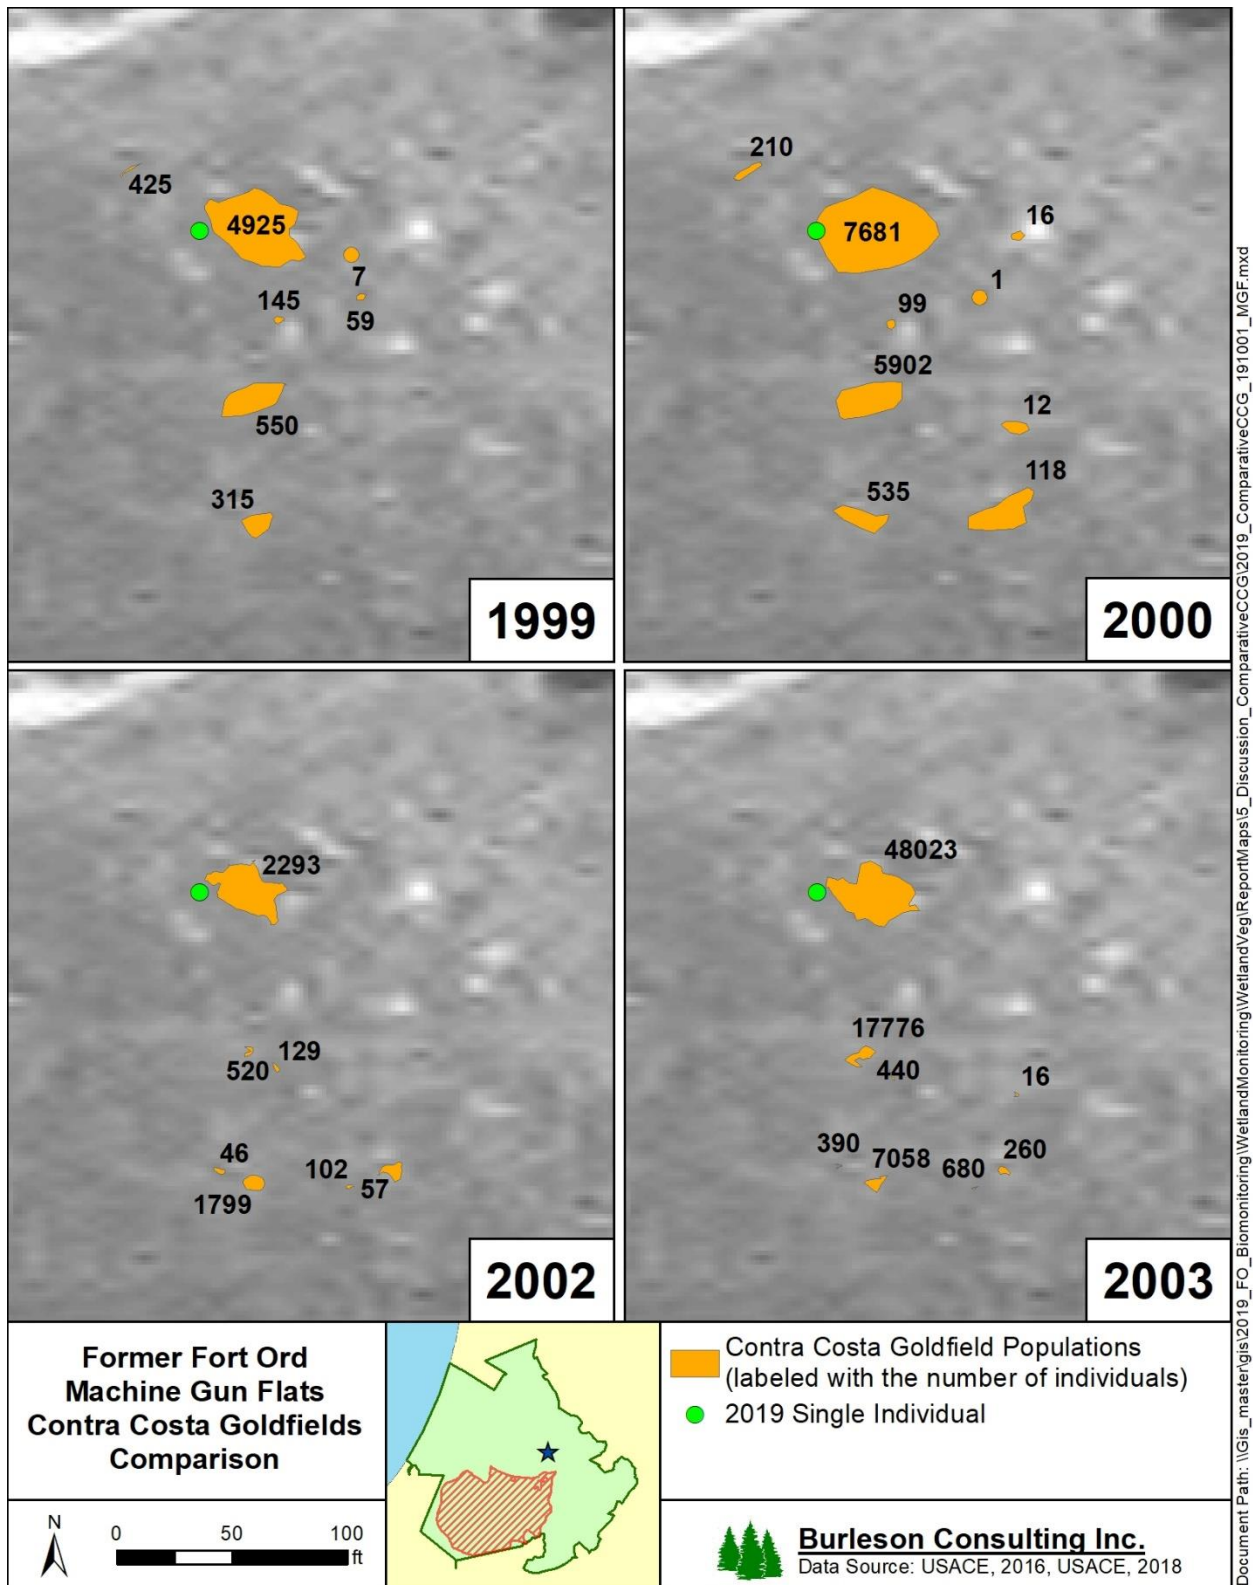 425
4925
7
145
59
550
315
1999
210
7681
16
1
99
5902
12
535
118
2000
2293
520
129
46
1799
102
57
2002
48023
17776
440
16
390
7058
680
260
2003
Former Fort Ord
Machine Gun Flats
Contra Costa Goldfields
Comparison
N
0 50 100
ft
Contra Costa Goldfield Populations
(labeled with the number of individuals)
2019 Single Individual
Burleson Consulting Inc.
Data Source: USACE, 2016, USACE, 2018
Document Path: \\Gis_master\gis\2019_FO_Biomonitoring\WetlandMonitoring\WetlandVeg\ReportMaps\5_Discussion_ComparativeCCG\2019_ComparativeCCG_191001_MGF.mxd